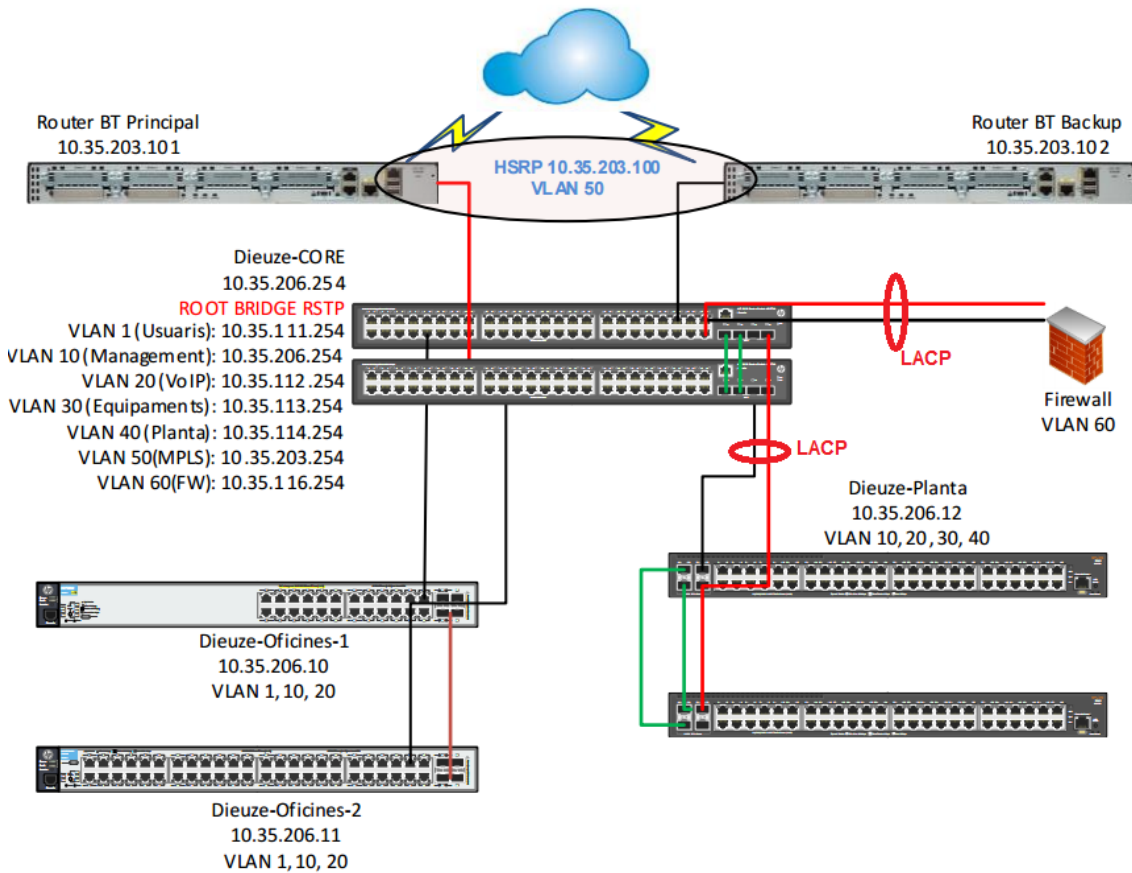 Router BT Principal
10.35.203.101
Router BT Backup
10.35.203.102
HSRP 10.35.203.100
VLAN 50
Dieuze-CORE
10.35.206.254
ROOT BRIDGE RSTP
VLAN 1 (Usuaris): 10.35.111.254
VLAN 10 (Management): 10.35.206.254
VLAN 20 (VoIP): 10.35.112.254
VLAN 30 (Equipaments): 10.35.113.254
VLAN 40 (Planta): 10.35.114.254
VLAN 50(MPLS): 10.35.203.254
VLAN 60(FW): 10.35.116.254
LACP
Firewall
VLAN 60
LACP
Dieuze-Planta
10.35.206.12
VLAN 10, 20, 30, 40
Dieuze-Oficines-1
10.35.206.10
VLAN 1, 10, 20
Dieuze-Oficines-2
10.35.206.11
VLAN 1, 10, 20